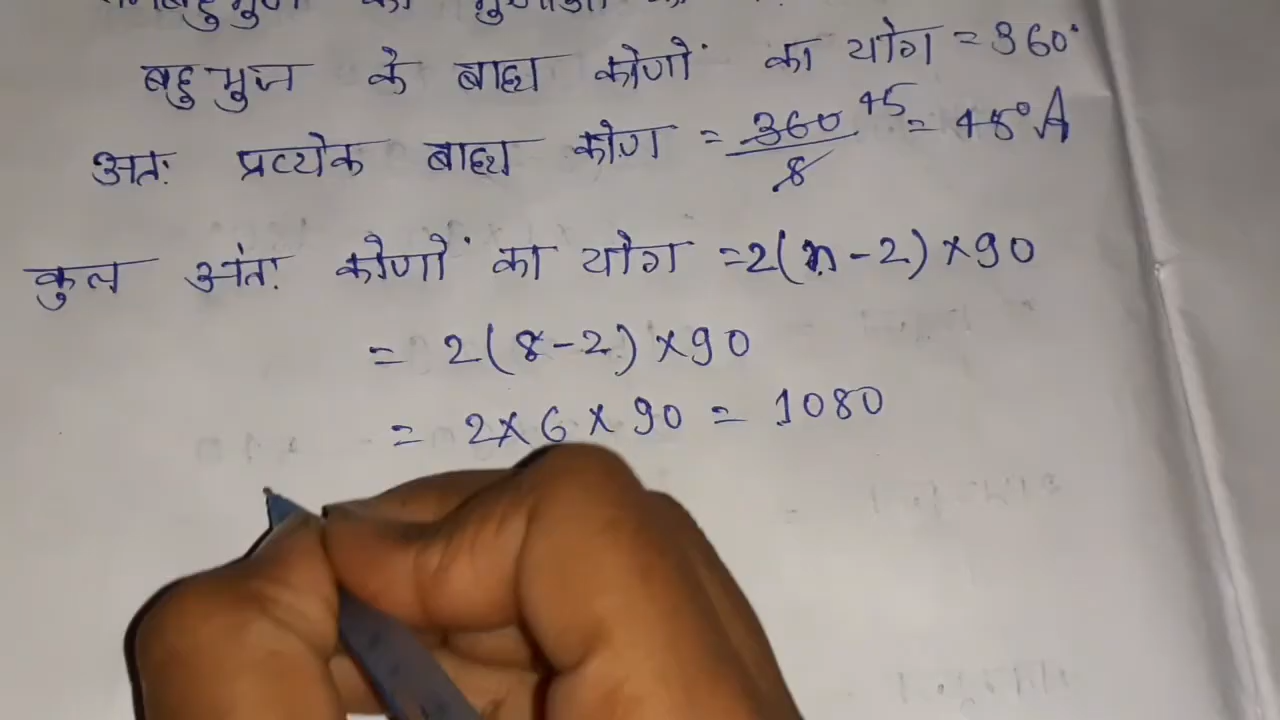 बहुभुज के बाह्य कोणों का योग = 360°
अतः प्रत्येक बाह्य कोण = 360/8 45 = 45° A
कुल अंतः कोणों का योग = 2(n-2)×90
= 2(8-2)×90
= 2×6×90 = 1080